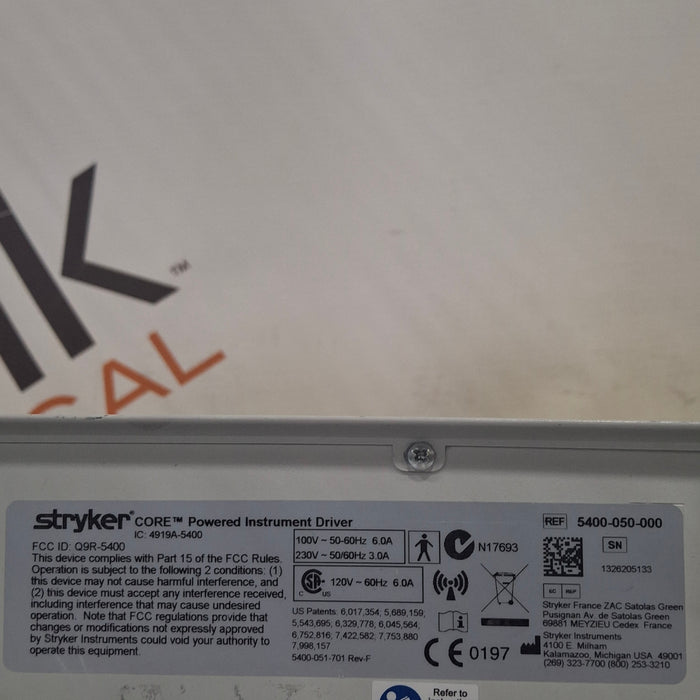 K™
CAL
stryker® CORE™ Powered Instrument Driver
IC: 4919A-5400
FCC ID: Q9R-5400
This device complies with Part 15 of the FCC Rules.
Operation is subject to the following 2 conditions: (1)
this device may not cause harmful interference, and
(2) this device must accept any interference received,
including interference that may cause undesired
operation. Note that FCC regulations provide that
changes or modifications not expressly approved
by Stryker Instruments could void your authority to
operate this equipment.
100V ~ 50-60Hz 6.0A
230V ~ 50/60Hz 3.0A
C US
120V ~ 60Hz 6.0A
US Patents: 6,017,354; 5,689,159;
5,543,695; 6,329,778; 6,045,564;
6,752,816; 7,422,582; 7,753,880
7,998,157
5400-051-701 Rev-F
N17693
CE 0197
REF 5400-050-000
SN
1326205133
EC REP
Stryker France ZAC Satolas Green
Pusignan Av. de Satolas Green
69881 MEYZIEU Cedex France
Stryker Instruments
4100 E. Milham
Kalamazoo, Michigan USA 49001
(269) 323-7700 (800) 253-3210
Refer to